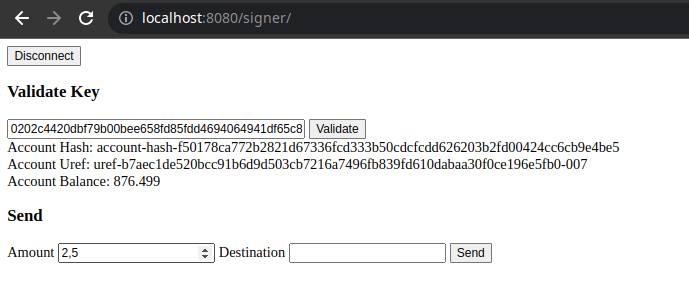 localhost:8080/signer/
Disconnect
Validate Key
0202c4420dbf79b00bee658fd85fdd4694064941df65c8 Validate
Account Hash: account-hash-f50178ca772b2821d67336fcd333b50cdcfcdd626203b2fd00424cc6cb9e4be5
Account Uref: uref-b7aec1de520bcc91b6d9d503cb7216a7496fb839fd610dabaa30f0ce196e5fb0-007
Account Balance: 876.499
Send
Amount 2,5 Destination Send